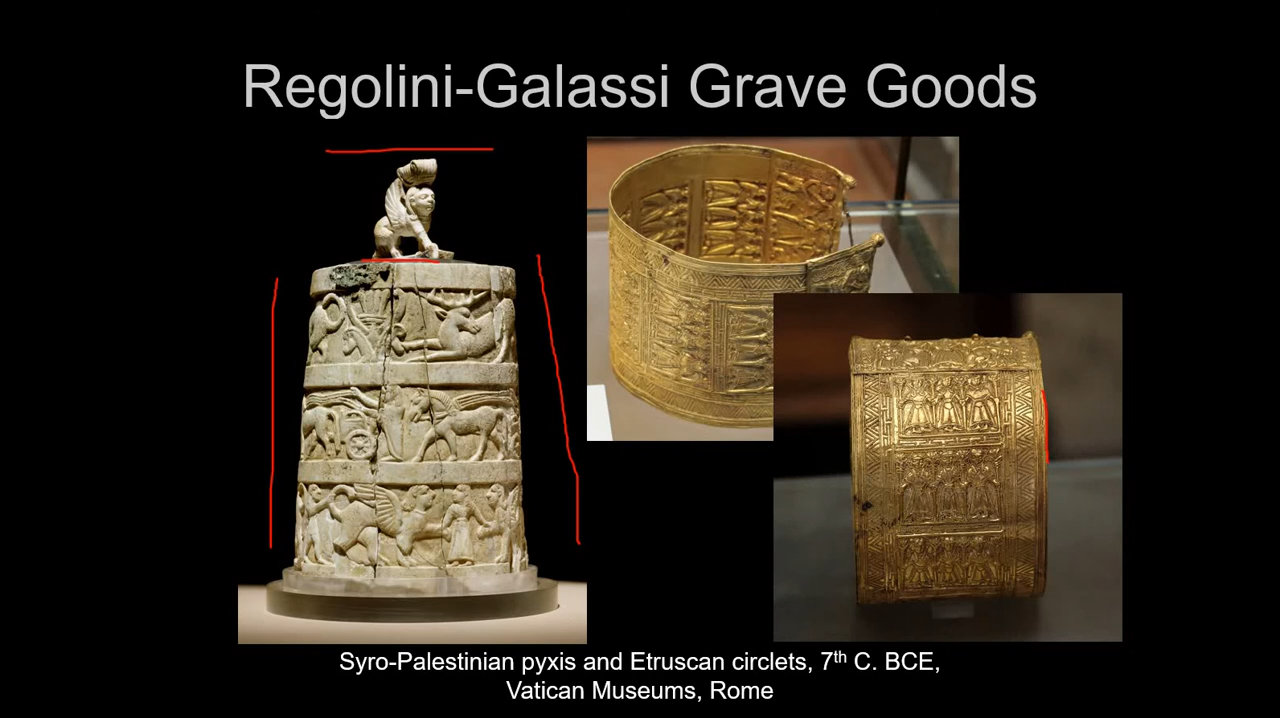 Regolini-Galassi Grave Goods
Syro-Palestinian pyxis and Etruscan circlets, 7th C. BCE,
Vatican Museums, Rome